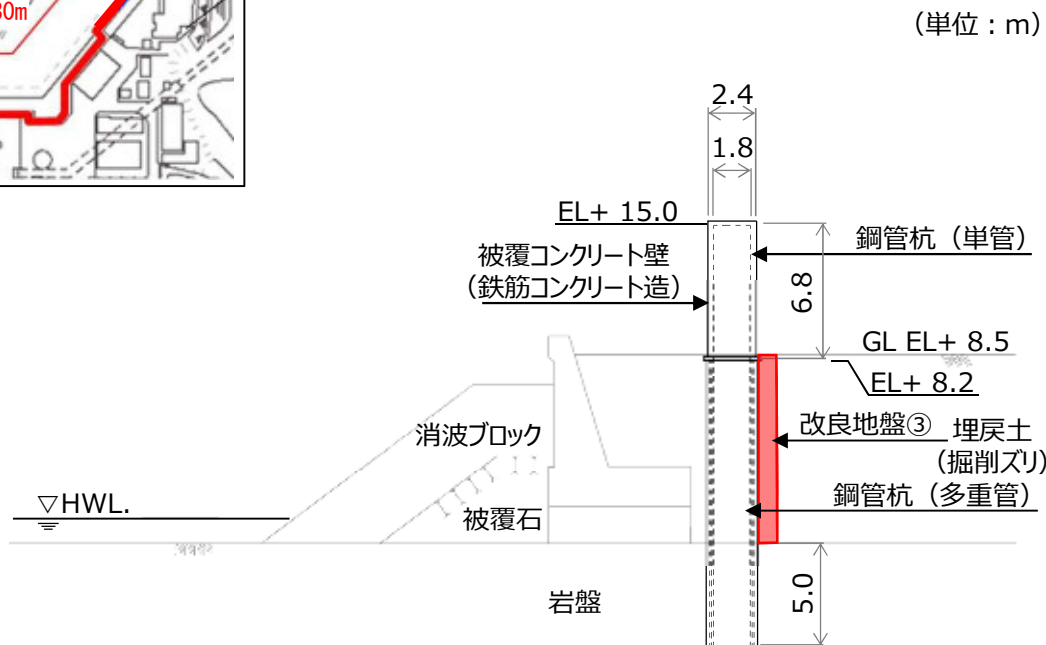 (単位：m)
2.4
1.8
EL+ 15.0
鋼管杭（単管）
被覆コンクリート壁
（鉄筋コンクリート造）
6.8
GL EL+ 8.5
EL+ 8.2
消波ブロック
改良地盤③
埋戻土
（掘削ズリ）
鋼管杭（多重管）
▽HWL.
被覆石
岩盤
5.0